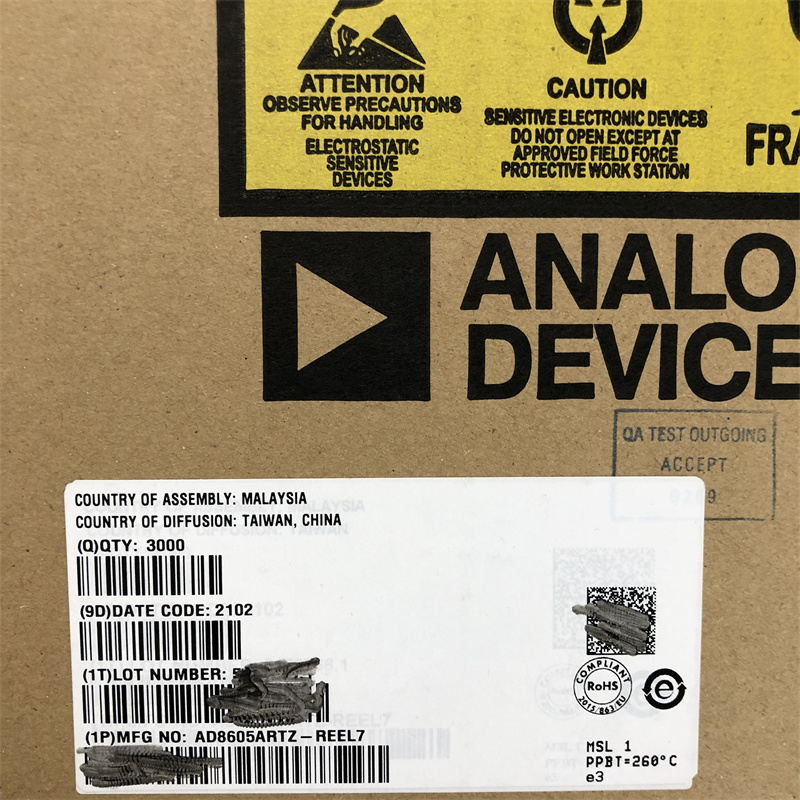 ATTENTION
OBSERVE PRECAUTIONS
FOR HANDLING
ELECTROSTATIC
SENSITIVE
DEVICES
CAUTION
SENSITIVE ELECTRONIC DEVICES
DO NOT OPEN EXCEPT AT
APPROVED FIELD FORCE
PROTECTIVE WORK STATION
FRA
ANALO
DEVICE
QA TEST OUTGOING
ACCEPT
COUNTRY OF ASSEMBLY: MALAYSIA
COUNTRY OF DIFFUSION: TAIWAN, CHINA
(Q)QTY: 3000
(9D)DATE CODE: 2102
(1T)LOT NUMBER:
(1P)MFG NO: AD8605ARTZ-REEL7
COMPLIANT
RoHS
2015/863/EU
e
MSL 1
PPBT=260°C
e3